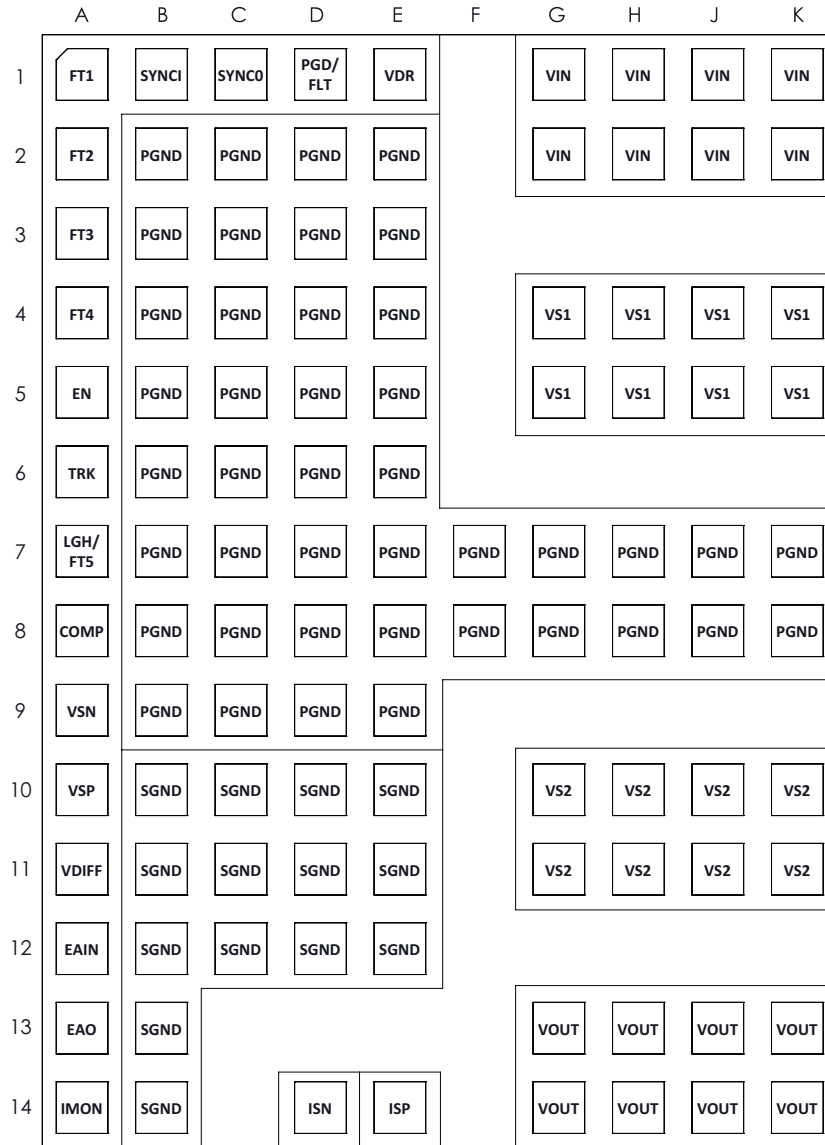 A B C D E F G H J K
1 FT1 SYNCI SYNC0 PGD/ FLT VDR VIN VIN VIN VIN
2 FT2 PGND PGND PGND PGND VIN VIN VIN VIN
3 FT3 PGND PGND PGND PGND
4 FT4 PGND PGND PGND PGND VS1 VS1 VS1 VS1
5 EN PGND PGND PGND PGND VS1 VS1 VS1 VS1
6 TRK PGND PGND PGND PGND
7 LGH/ FT5 PGND PGND PGND PGND PGND PGND PGND PGND PGND
8 COMP PGND PGND PGND PGND PGND PGND PGND PGND PGND
9 VSN PGND PGND PGND PGND
10 VSP SGND SGND SGND SGND VS2 VS2 VS2 VS2
11 VDIFF SGND SGND SGND SGND VS2 VS2 VS2 VS2
12 EAIN SGND SGND SGND SGND
13 EAO SGND VOUT VOUT VOUT VOUT
14 IMON SGND ISN ISP VOUT VOUT VOUT VOUT